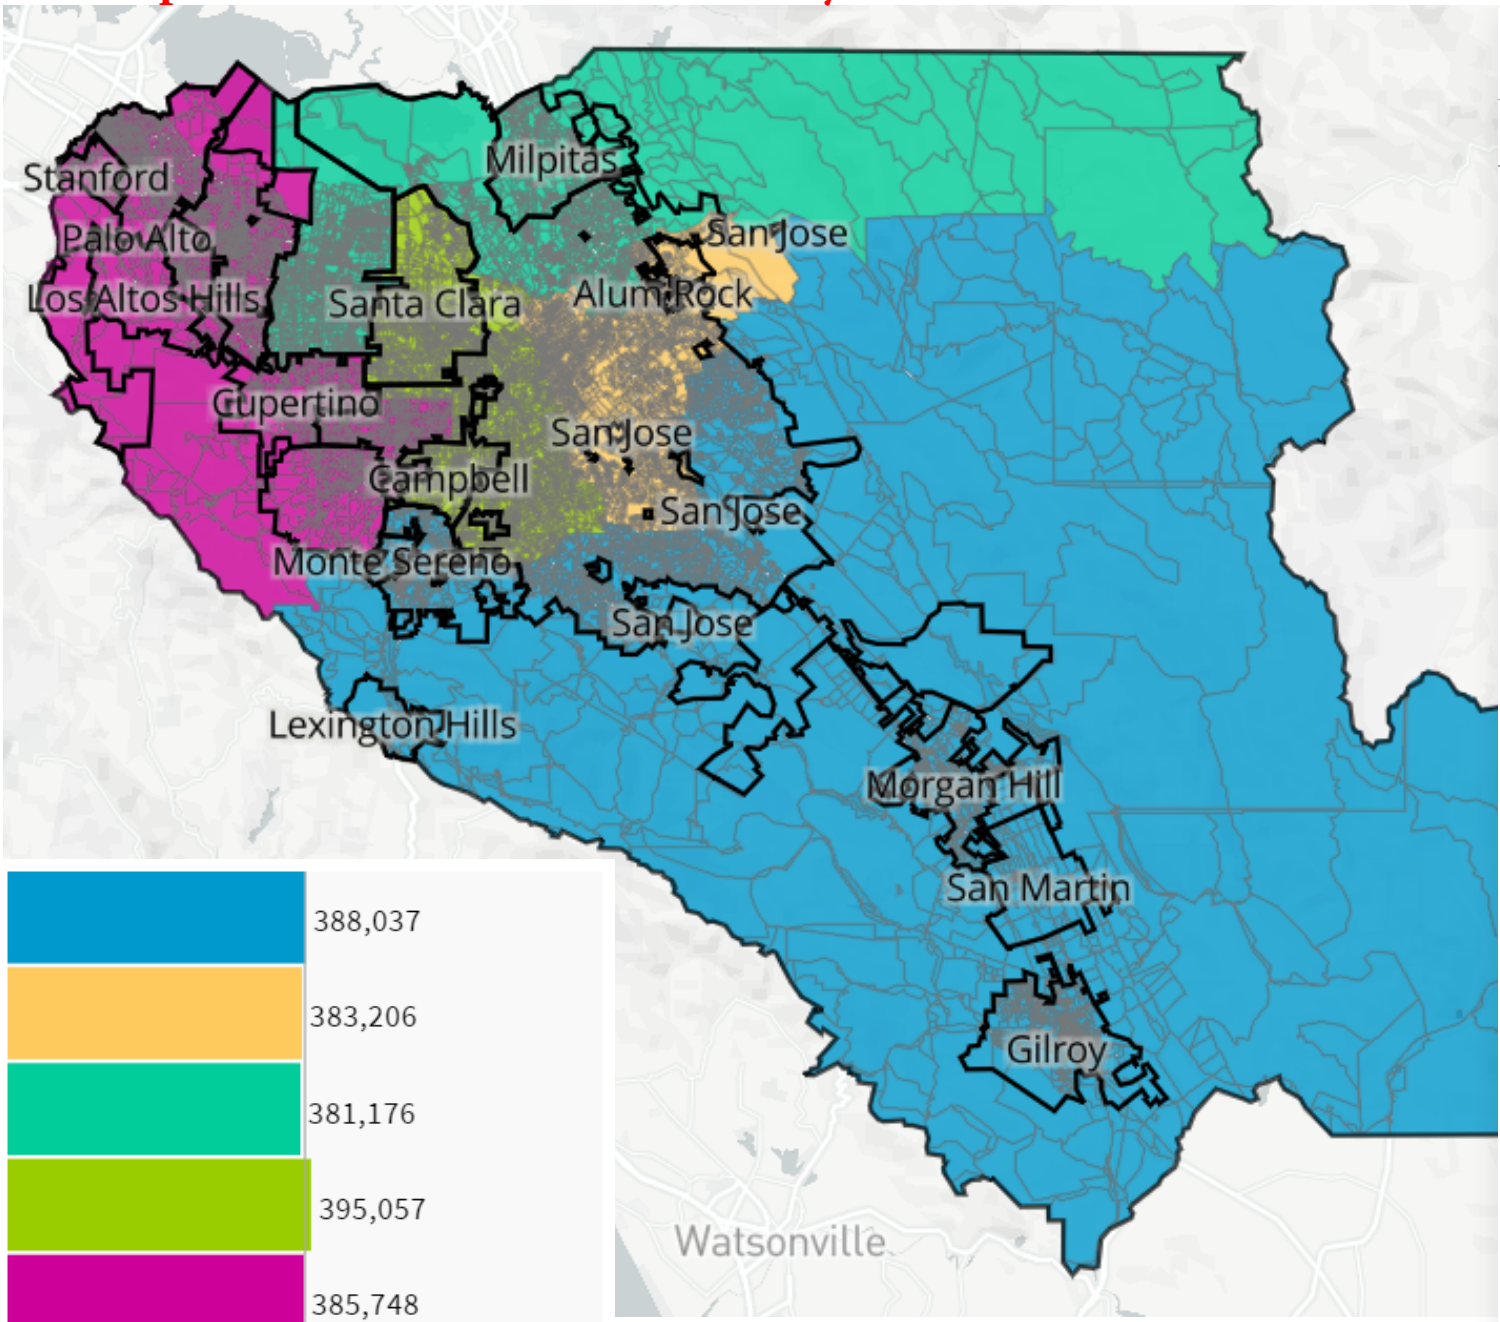 Milpitas
Stanford
San Jose
Palo Alto
Los Altos Hills
Alum Rock
Santa Clara
Cupertino
San Jose
Campbell
San Jose
Monte Sereno
San Jose
Lexington Hills
Morgan Hill
San Martin
Gilroy
Watsonville
388,037
383,206
381,176
395,057
385,748